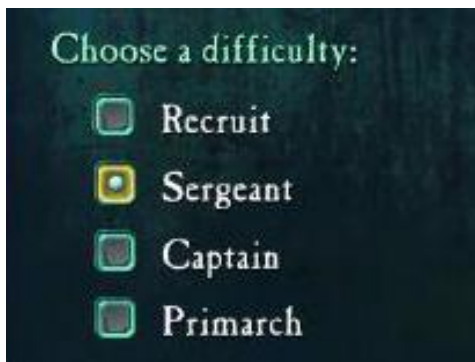 Choose a difficulty:
Recruit
Sergeant
Captain
Primarch